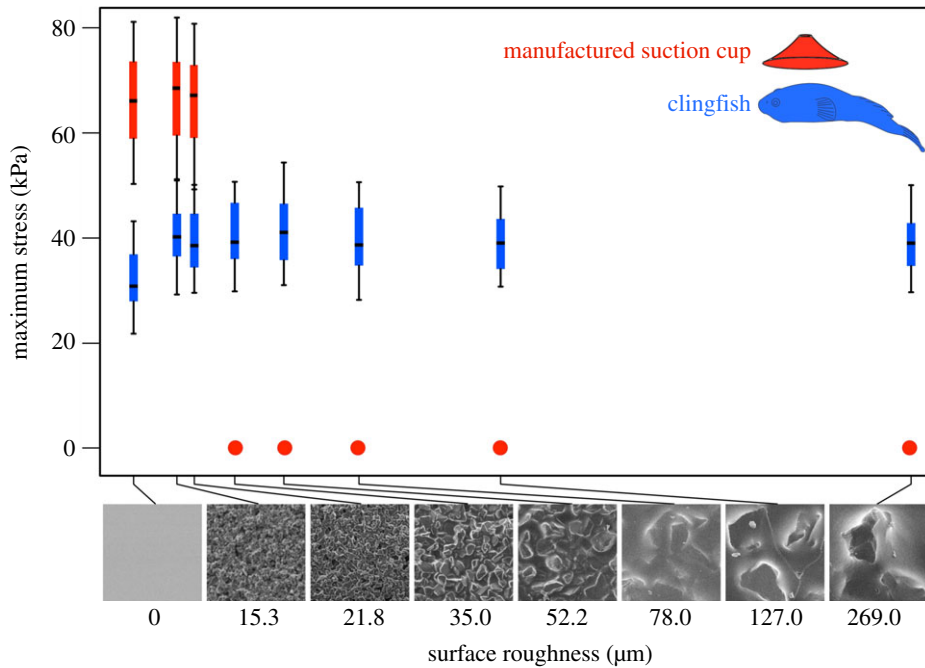 80
60
40
20
0
maximum stress (kPa)
manufactured suction cup
clingfish
0 15.3 21.8 35.0 52.2 78.0 127.0 269.0
surface roughness (µm)